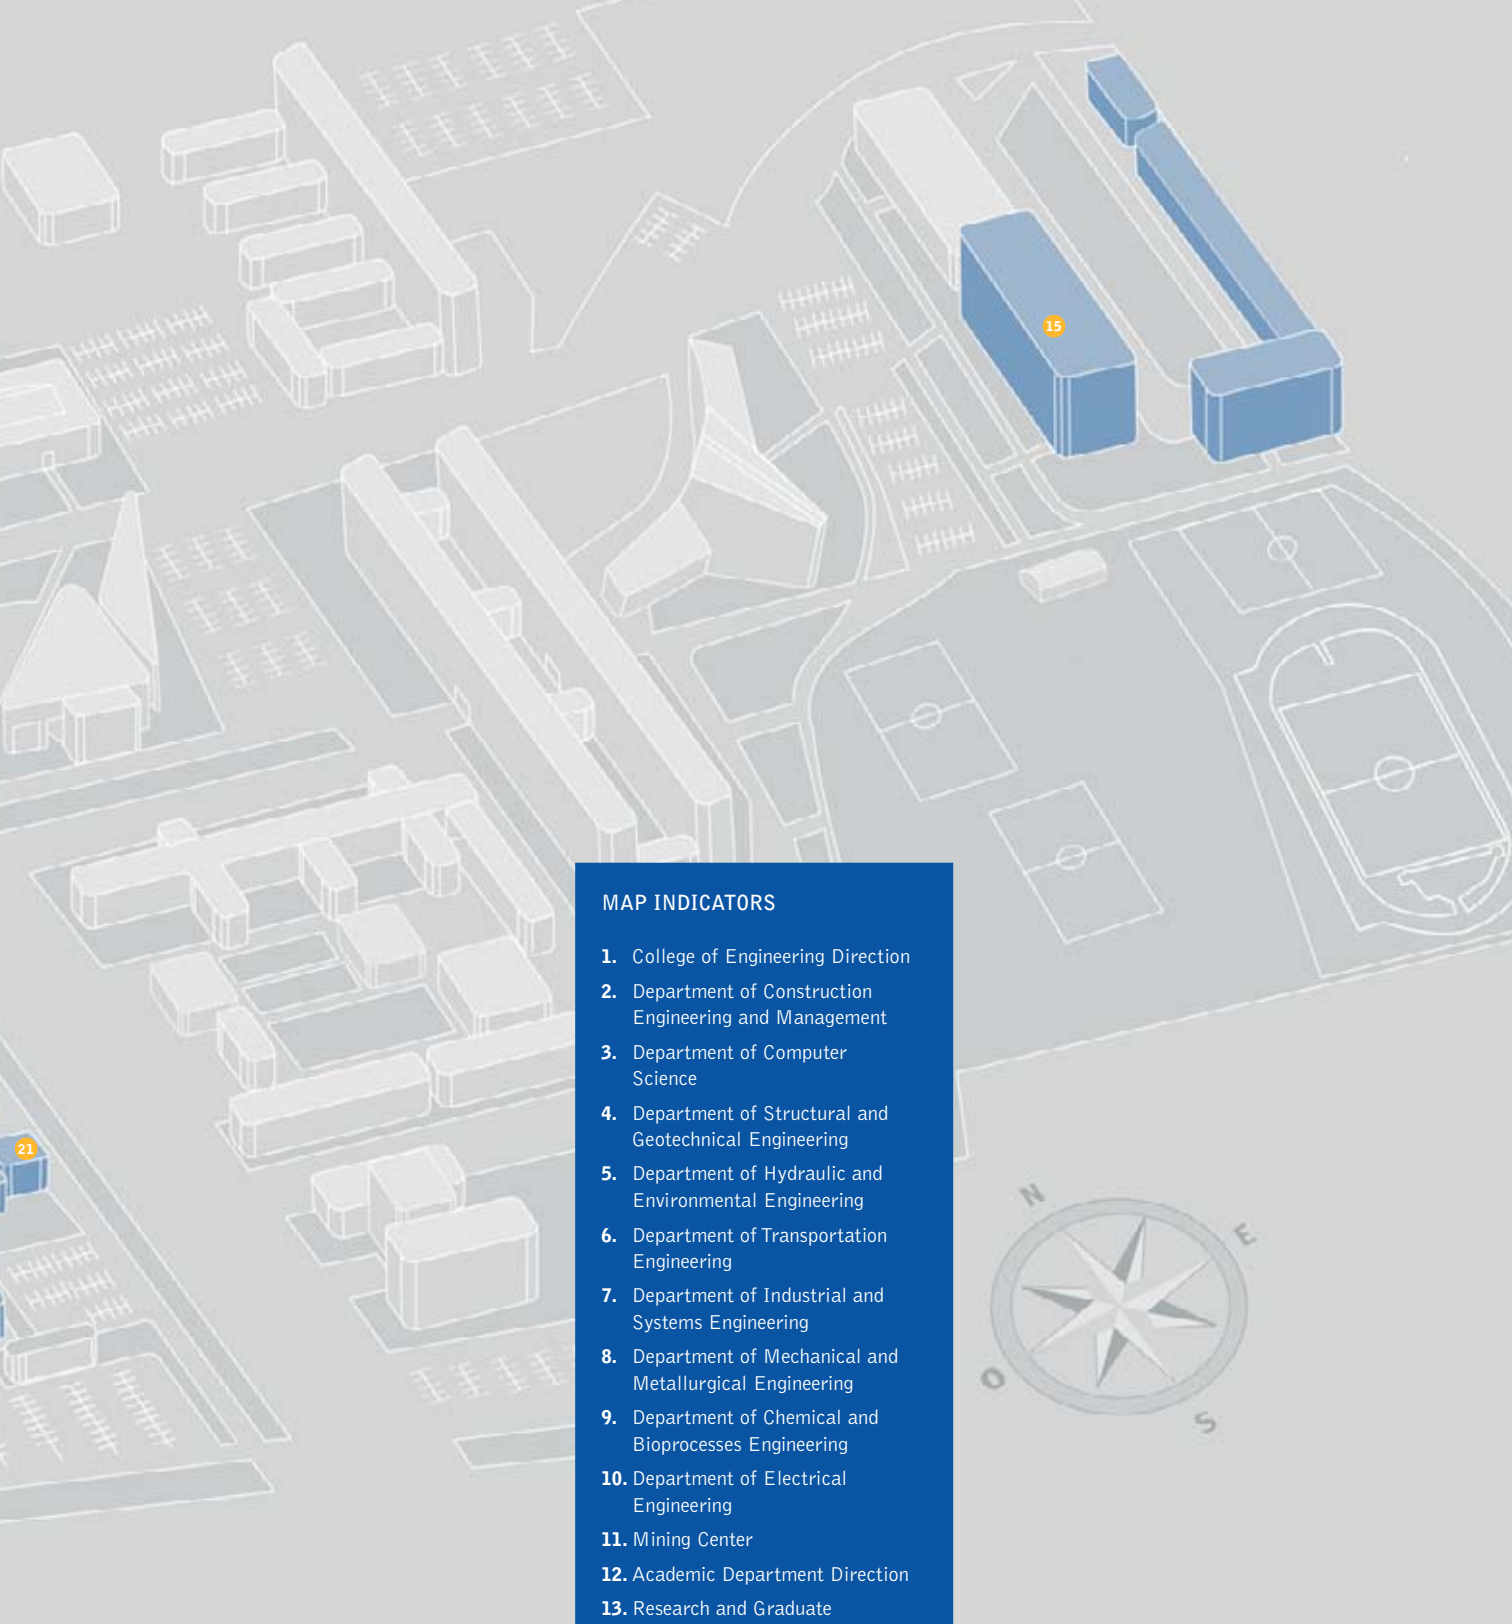 15
21
MAP INDICATORS
1. College of Engineering Direction
2. Department of Construction
Engineering and Management
3. Department of Computer
Science
4. Department of Structural and
Geotechnical Engineering
5. Department of Hydraulic and
Environmental Engineering
6. Department of Transportation
Engineering
7. Department of Industrial and
Systems Engineering
8. Department of Mechanical and
Metallurgical Engineering
9. Department of Chemical and
Bioprocesses Engineering
10. Department of Electrical
Engineering
11. Mining Center
12. Academic Department Direction
13. Research and Graduate
N
E
O
S